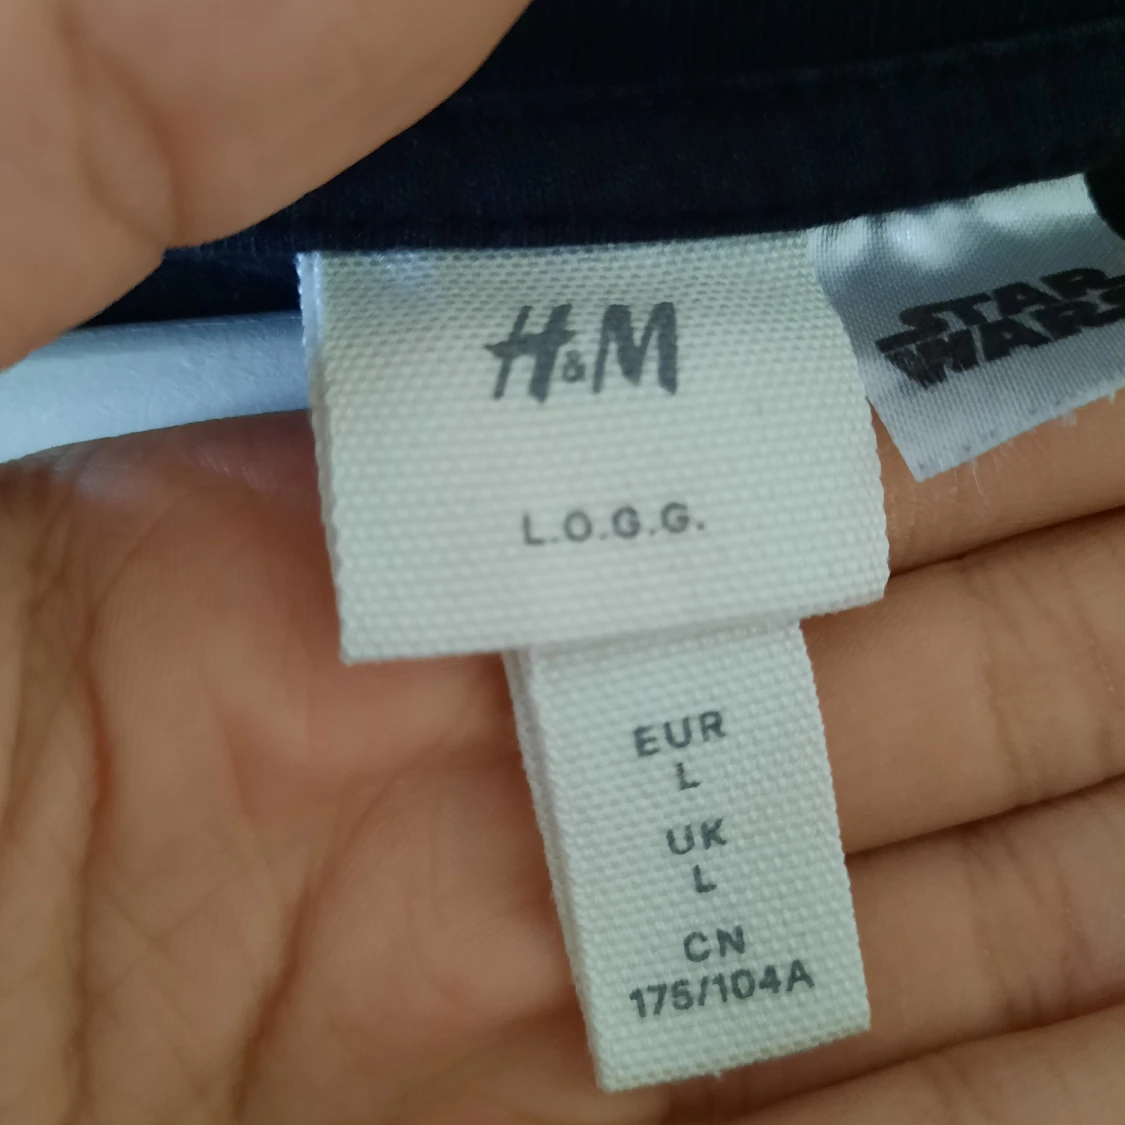 H&M
L.O.G.G.
EUR
L
UK
L
CN
175/104A
STAR
WARS